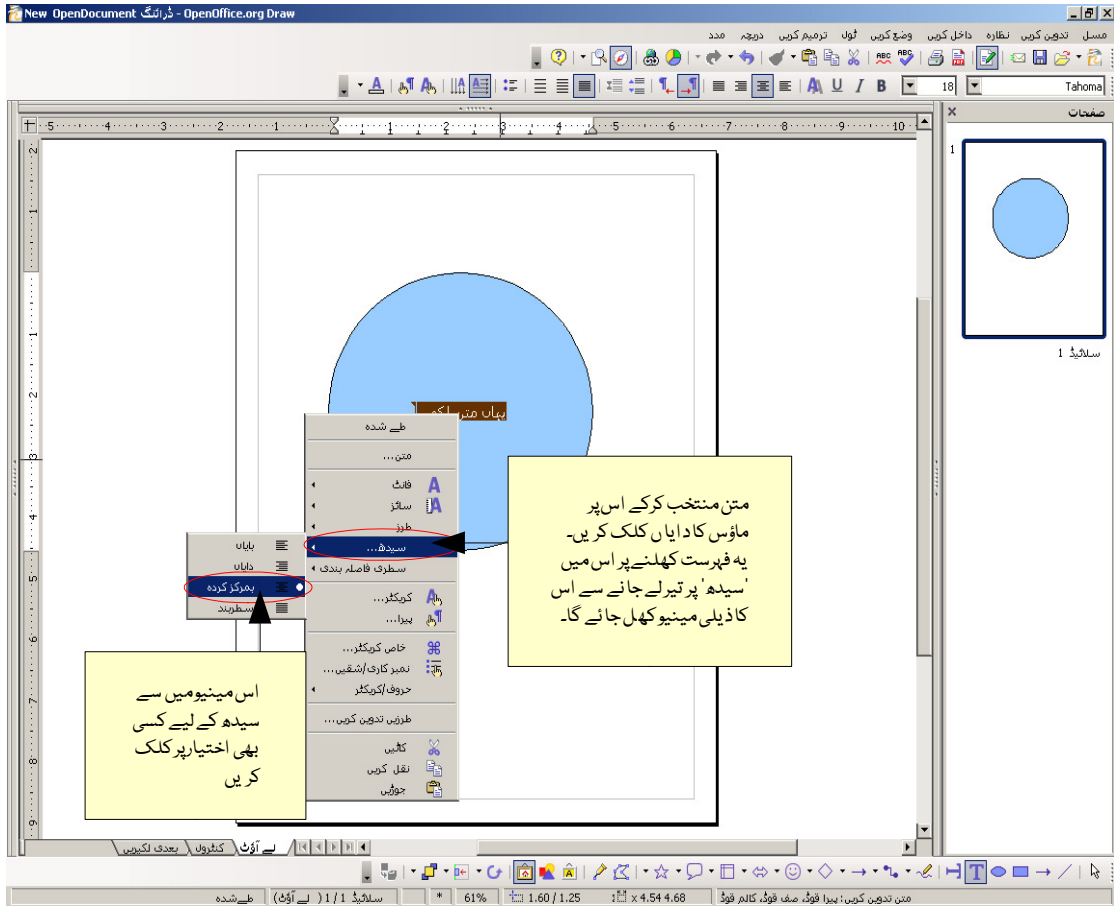 New OpenDocument ڈرائنگ - OpenOffice.org Draw
مسل تدوین کریں نظارہ داخل کریں وضع کریں ٹول ترمیم کریں دریچہ مدد
Tahoma 18
صفحات
1
سلائیڈ 1
یہاں متن
طے شدہ
متن...
فانٹ
سائز
طرز
سیدھ...
سطری فاصلہ بندی
کریکٹر...
پیرا...
خاص کریکٹر...
نمبر کاری/شقیں...
حروف/کریکٹر
طرزیں تدوین کریں...
کاٹیں
نقل کریں
جوڑیں
بایاں
دایاں
بمرکز کردہ
سطربند
متن منتخب کرکے اس پر
ماؤس کا دایاں کلک کریں۔
یہ فہرست کھلنے پر اس میں
'سیدھ' پر تیر لے جانے سے اس
کا ذیلی مینیو کھل جائے گا۔
اس مینیو میں سے
سیدھ کے لیے کسی
بھی اختیار پر کلک
کریں
لے آؤٹ کنٹرول بعدی لکیریں
متن تدوین کریں: پیرا قوڈ، صف قوڈ، کالم قوڈ 4.54 x 4.68 1.60 / 1.25 61% * سلائیڈ 1 / 1 ( لے آؤٹ) طے شدہ